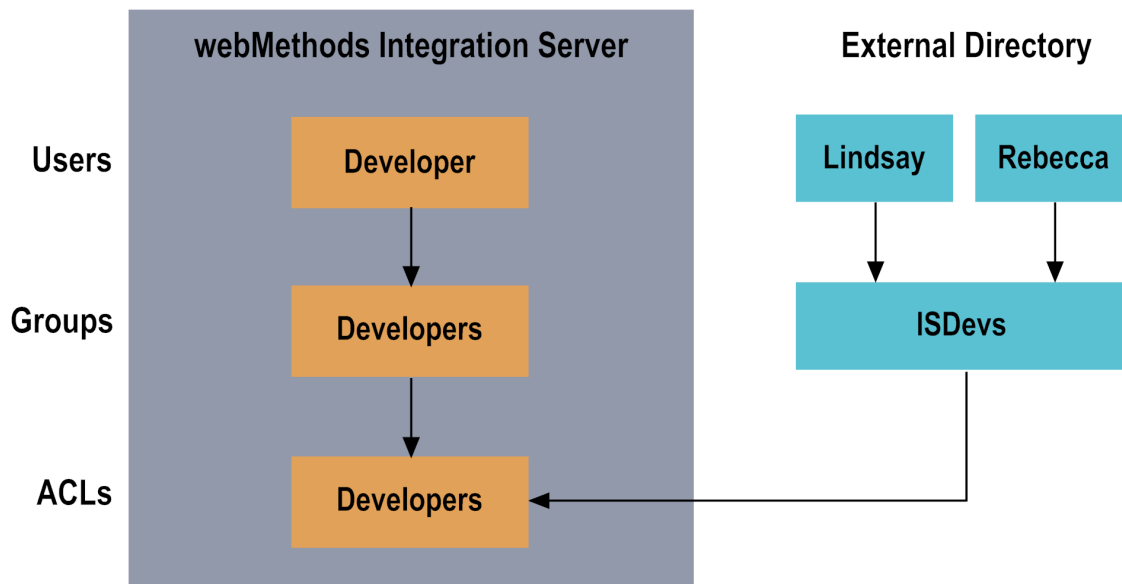 webMethods Integration Server
External Directory
Users
Developer
Lindsay
Rebecca
Groups
Developers
ISDevs
ACLs
Developers